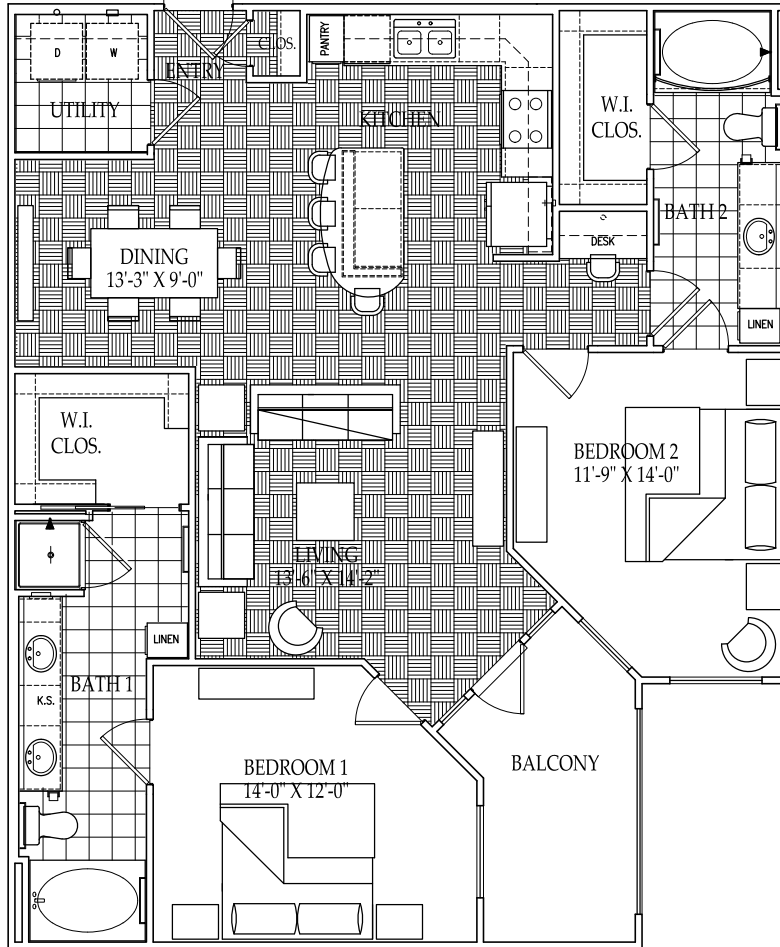 D
W
CLOS.
PANTRY
ENTRY
UTILITY
KITCHEN
W.I.
CLOS.
BATH 2
DESK
DINING
13'-3" X 9'-0"
LINEN
W.I.
CLOS.
BEDROOM 2
11'-9" X 14'-0"
LIVING
13'-6" X 14'-2"
LINEN
BATH 1
K.S.
BEDROOM 1
14'-0" X 12'-0"
BALCONY